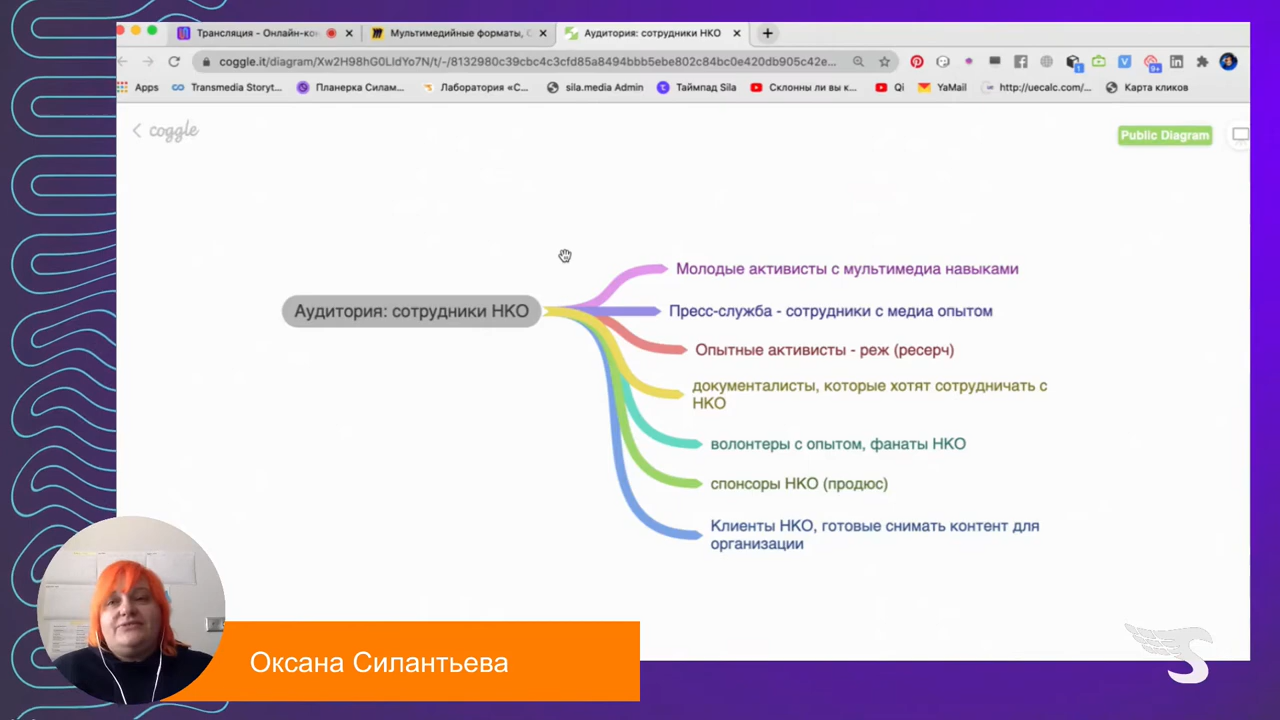 Трансляция - Онлайн-кон
Мультимедийные форматы, С
Аудитория: сотрудники НКО
coggle.it/diagram/Xw2H98hG0LIdYo7N/t/-/8132980c39cbc4c3cfd85a8494bbb5ebe802c84bc0e420db905c42e...
Apps
Transmedia Storyt...
Планерка Силам...
Лаборатория «С...
sila.media Admin
Таймпад Sila
Склонны ли вы к...
Qi
YaMail
http://uecalc.com/...
Карта кликов
coggle
Public Diagram
Аудитория: сотрудники НКО
Молодые активисты с мультимедиа навыками
Пресс-служба - сотрудники с медиа опытом
Опытные активисты - реж (ресерч)
документалисты, которые хотят сотрудничать с
НКО
волонтеры с опытом, фанаты НКО
спонсоры НКО (продюс)
Клиенты НКО, готовые снимать контент для
организации
Оксана Силантьева